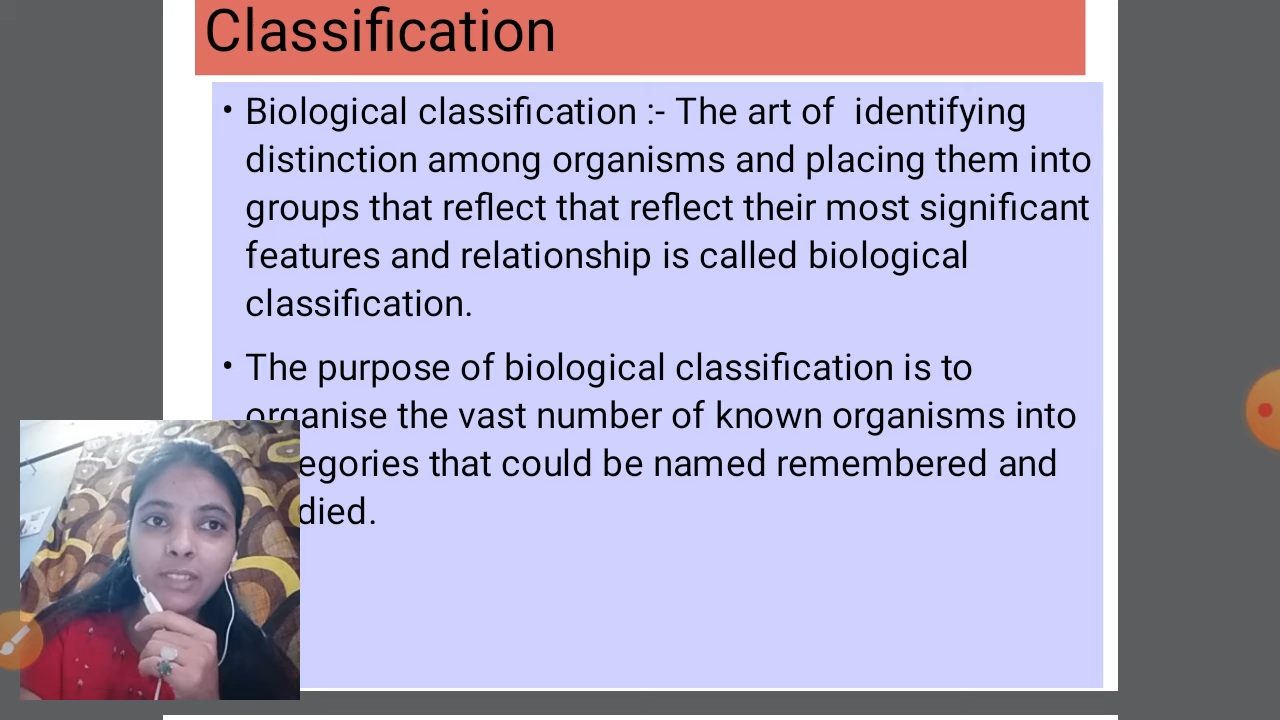 Classification
• Biological classification :- The art of identifying
distinction among organisms and placing them into
groups that reflect that reflect their most significant
features and relationship is called biological
classification.
• The purpose of biological classification is to
organise the vast number of known organisms into
egories that could be named remembered and
died.